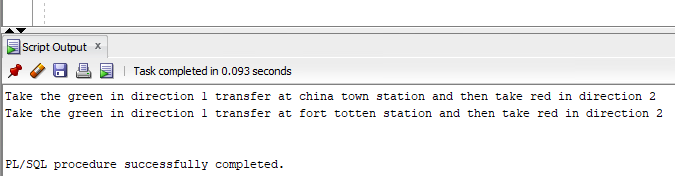 Script Output x
Task completed in 0.093 seconds
Take the green in direction 1 transfer at china town station and then take red in direction 2
Take the green in direction 1 transfer at fort totten station and then take red in direction 2
PL/SQL procedure successfully completed.